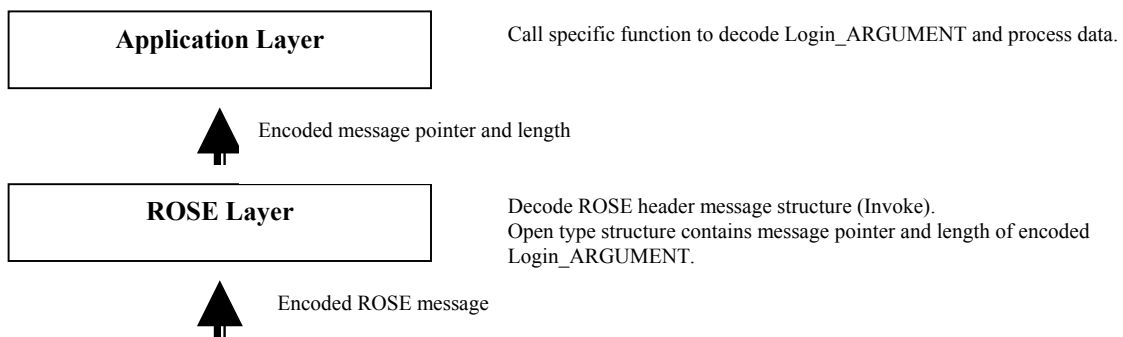 Application Layer
Call specific function to decode Login_ARGUMENT and process data.
Encoded message pointer and length
ROSE Layer
Decode ROSE header message structure (Invoke).
Open type structure contains message pointer and length of encoded
Login_ARGUMENT.
Encoded ROSE message